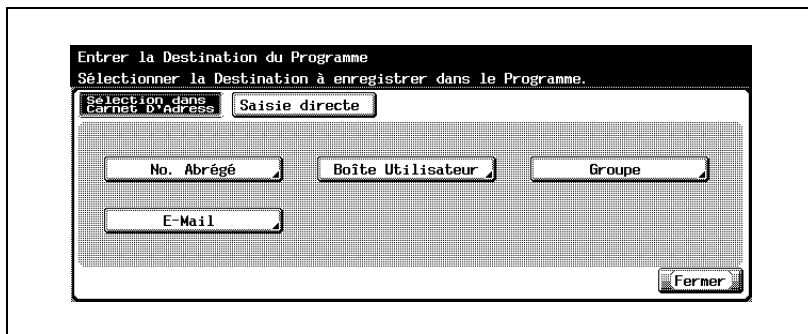 Entrer la Destination du Programme
Sélectionner la Destination à enregistrer dans le Programme.
Sélection dans
Carnet D'Adress
Saisie directe
No. Abrégé
Boîte Utilisateur
Groupe
E-Mail
Fermer